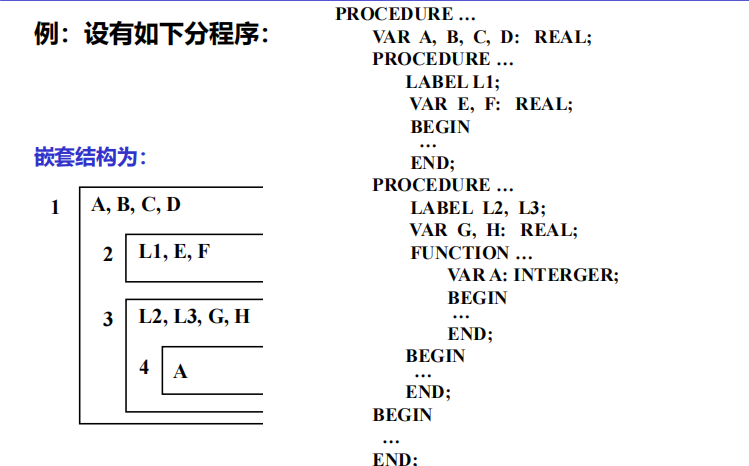 例：设有如下分程序：
嵌套结构为：
1 A, B, C, D
2 L1, E, F
3 L2, L3, G, H
4 A
PROCEDURE …
VAR A, B, C, D: REAL;
PROCEDURE …
LABEL L1;
VAR E, F: REAL;
BEGIN
…
END;
PROCEDURE …
LABEL L2, L3;
VAR G, H: REAL;
FUNCTION …
VAR A: INTERGER;
BEGIN
…
END;
BEGIN
…
END;
BEGIN
…
END;